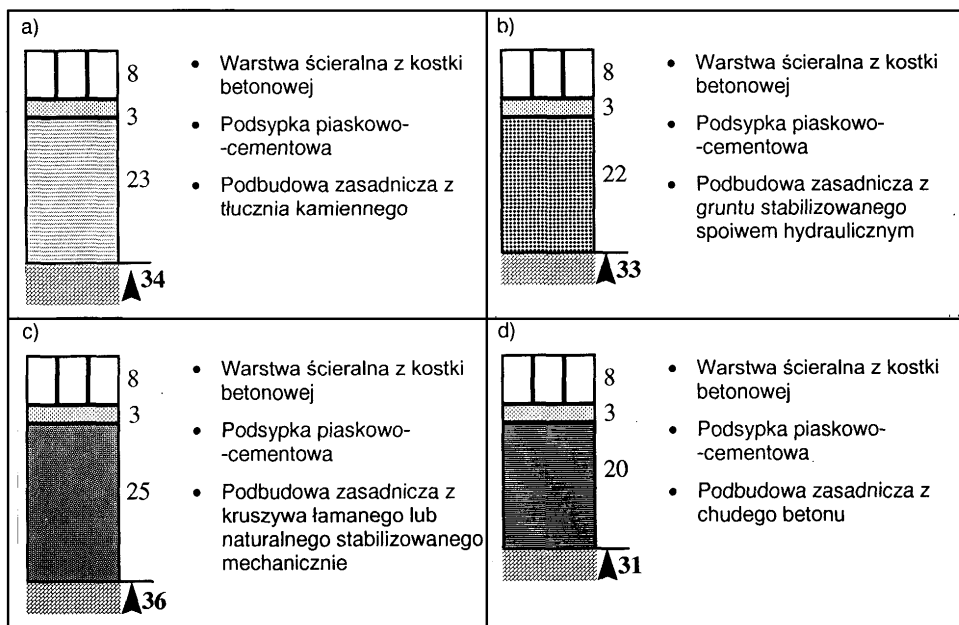 a)
8
3
23
34
• Warstwa ścieralna z kostki
betonowej
• Podsypka piaskowo-
-cementowa
• Podbudowa zasadnicza z
tłucznia kamiennego
b)
8
3
22
33
• Warstwa ścieralna z kostki
betonowej
• Podsypka piaskowo-
-cementowa
• Podbudowa zasadnicza z
gruntu stabilizowanego
spoiwem hydraulicznym
c)
8
3
25
36
• Warstwa ścieralna z kostki
betonowej
• Podsypka piaskowo-
-cementowa
• Podbudowa zasadnicza z
kruszywa łamanego lub
naturalnego stabilizowanego
mechanicznie
d)
8
3
20
31
• Warstwa ścieralna z kostki
betonowej
• Podsypka piaskowo-
-cementowa
• Podbudowa zasadnicza z
chudego betonu